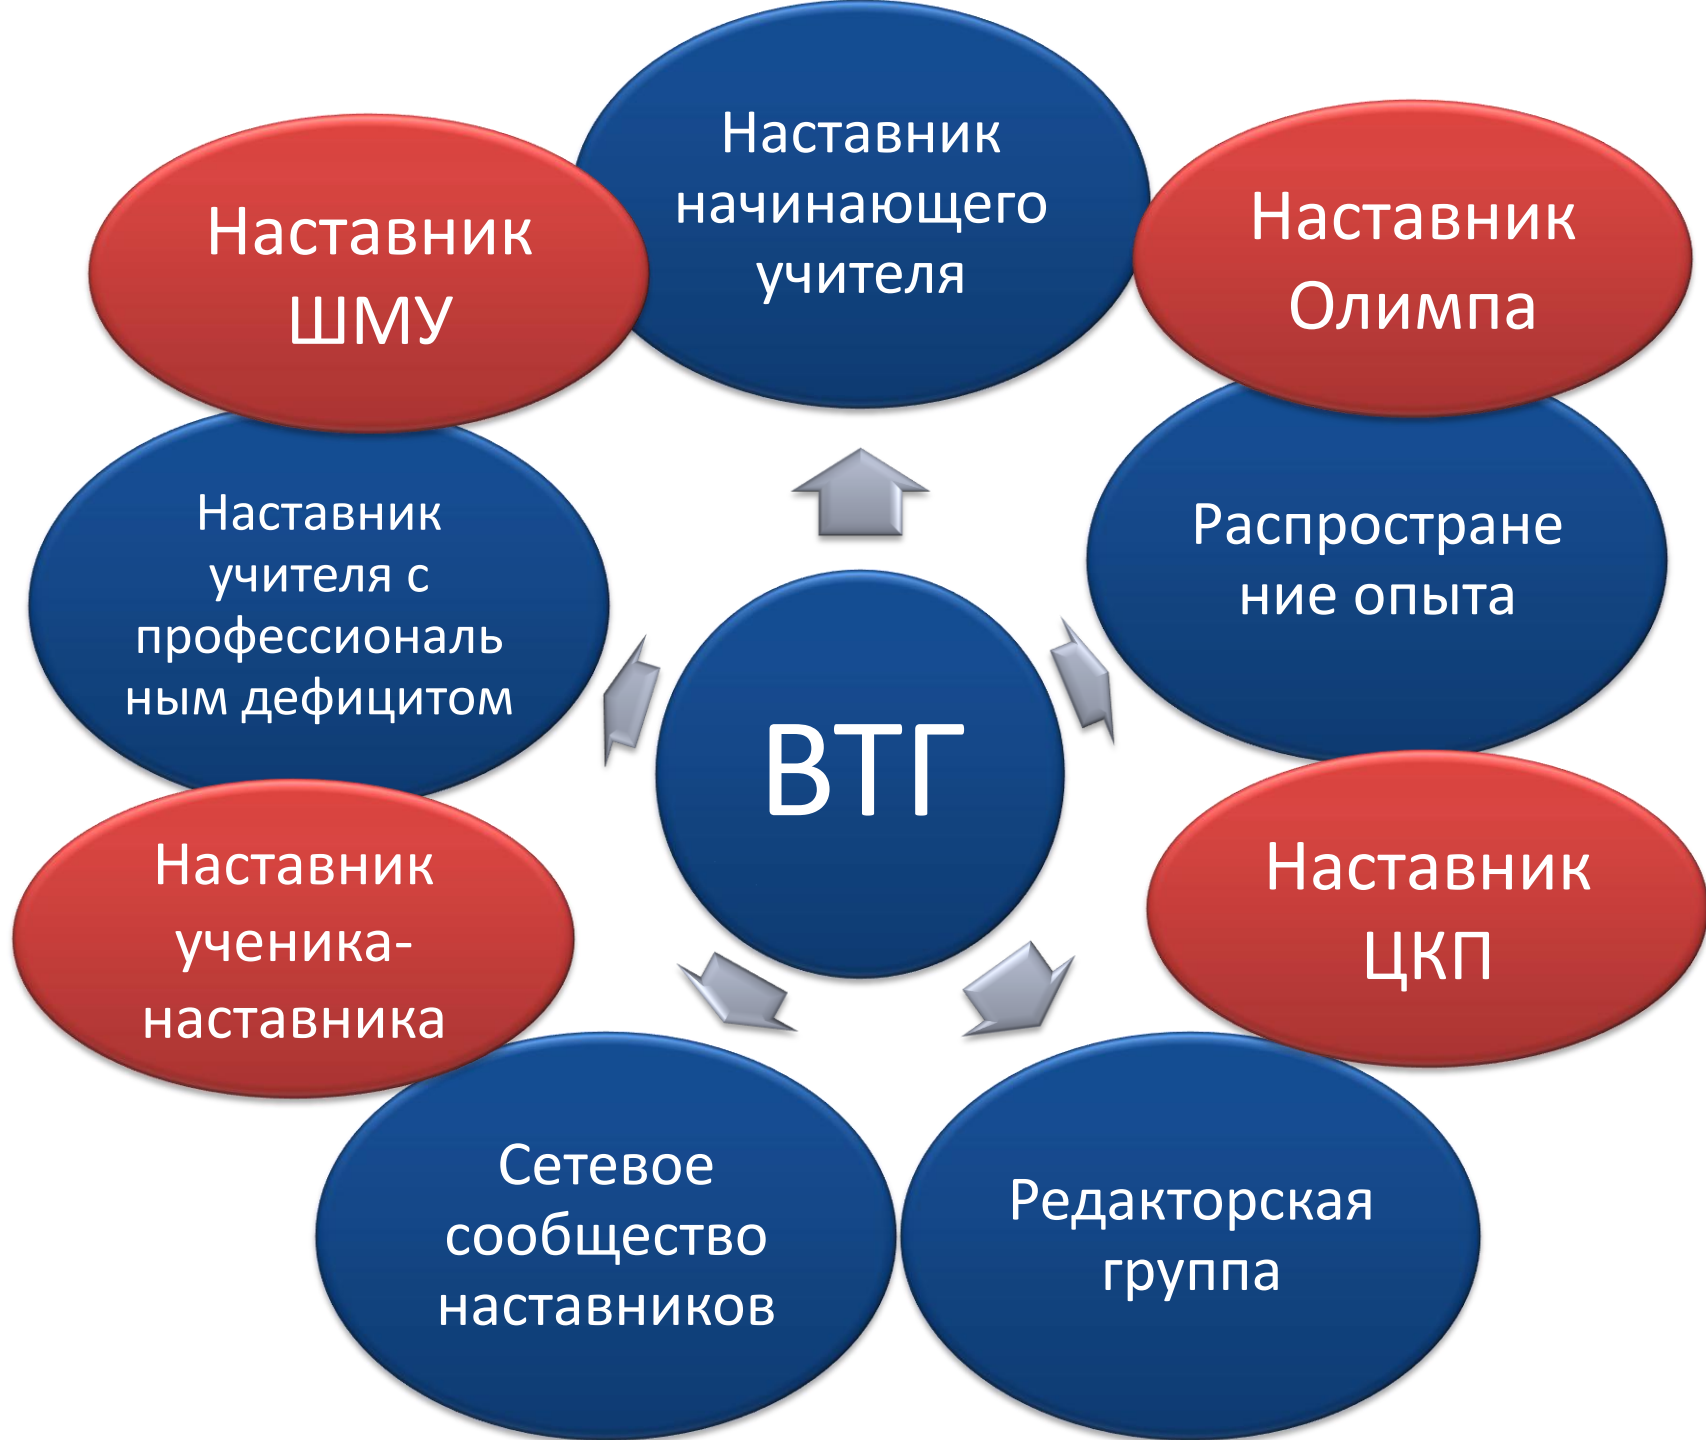 Наставник
начинающего
учителя
Наставник
ШМУ
Наставник
Олимпа
Наставник
учителя с
профессиональ
ным дефицитом
Распростране
ние опыта
ВТГ
Наставник
ученика-
наставника
Наставник
ЦКП
Сетевое
сообщество
наставников
Редакторская
группа